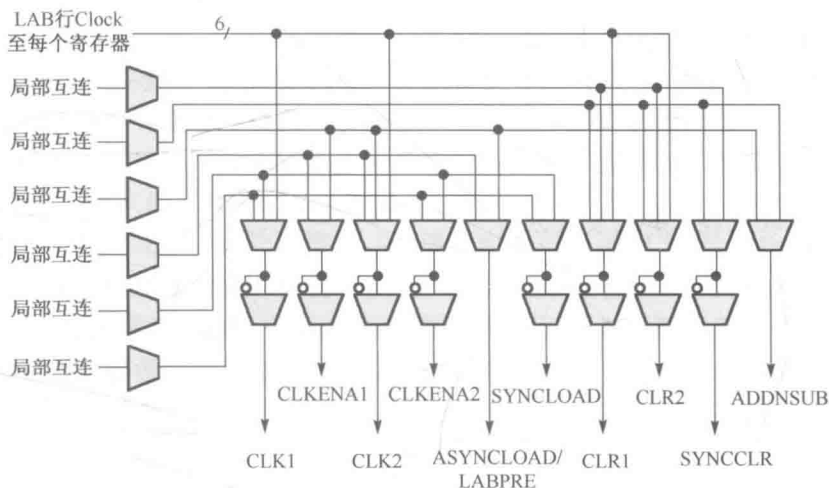 LAB行Clock
至每个寄存器
6
局部互连
局部互连
局部互连
局部互连
局部互连
局部互连
CLKENA1
CLKENA2
SYNCLOAD
CLR2
ADDNSUB
CLK1
CLK2
ASYNCLOAD/
LABPRE
CLR1
SYNCCLR